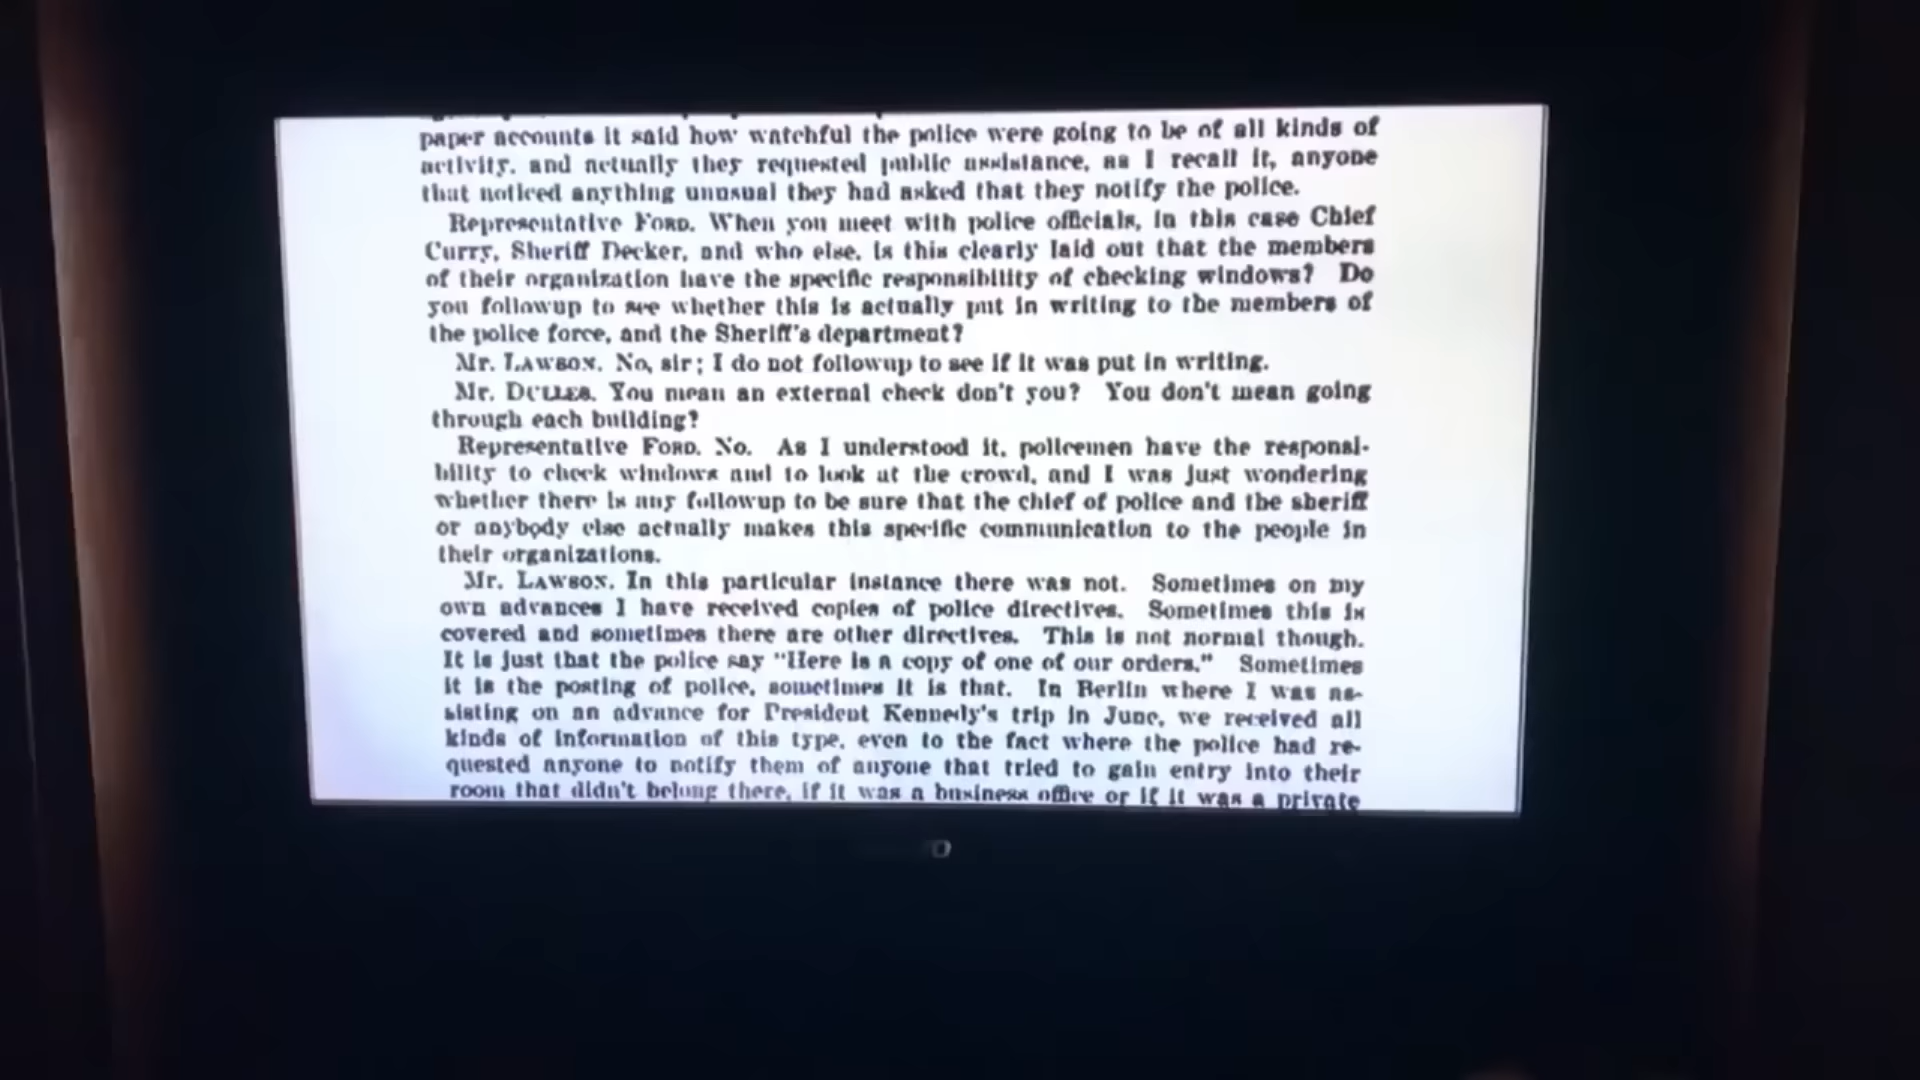 paper accounts it said how watchful the police were going to be of all kinds of
activity, and actually they requested public assistance, as I recall it, anyone
that noticed anything unusual they had asked that they notify the police.
Representative FORD. When you meet with police officials, in this case Chief
Curry, Sheriff Decker, and who else, is this clearly laid out that the members
of their organization have the specific responsibility of checking windows? Do
you followup to see whether this is actually put in writing to the members of
the police force, and the Sheriff's department?
Mr. LAWSON. No, sir; I do not followup to see if it was put in writing.
Mr. DULLES. You mean an external check don't you? You don't mean going
through each building?
Representative FORD. No. As I understood it, policemen have the responsi-
bility to check windows and to look at the crowd, and I was just wondering
whether there is any followup to be sure that the chief of police and the sheriff
or anybody else actually makes this specific communication to the people in
their organizations.
Mr. LAWSON. In this particular instance there was not. Sometimes on my
own advances I have received copies of police directives. Sometimes this is
covered and sometimes there are other directives. This is not normal though.
It is just that the police say "Here is a copy of one of our orders." Sometimes
it is the posting of police, sometimes it is that. In Berlin where I was as-
sisting on an advance for President Kennedy's trip in June, we received all
kinds of information of this type, even to the fact where the police had re-
quested anyone to notify them of anyone that tried to gain entry into their
room that didn't belong there, if it was a business office or if it was a private